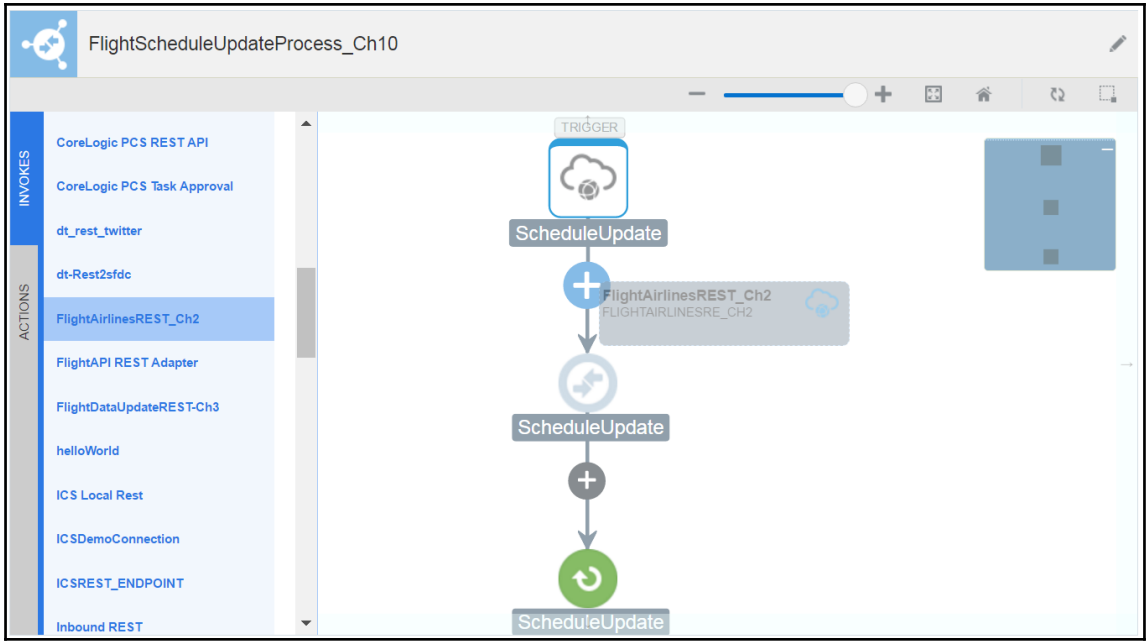 FlightScheduleUpdateProcess_Ch10
INVOKES
ACTIONS
CoreLogic PCS REST API
CoreLogic PCS Task Approval
dt_rest_twitter
dt-Rest2sfdc
FlightAirlinesREST_Ch2
FlightAPI REST Adapter
FlightDataUpdateREST-Ch3
helloWorld
ICS Local Rest
ICSDemoConnection
ICSREST_ENDPOINT
Inbound REST
TRIGGER
ScheduleUpdate
FlightAirlinesREST_Ch2
FLIGHTAIRLINESRE_CH2
ScheduleUpdate
ScheduleUpdate